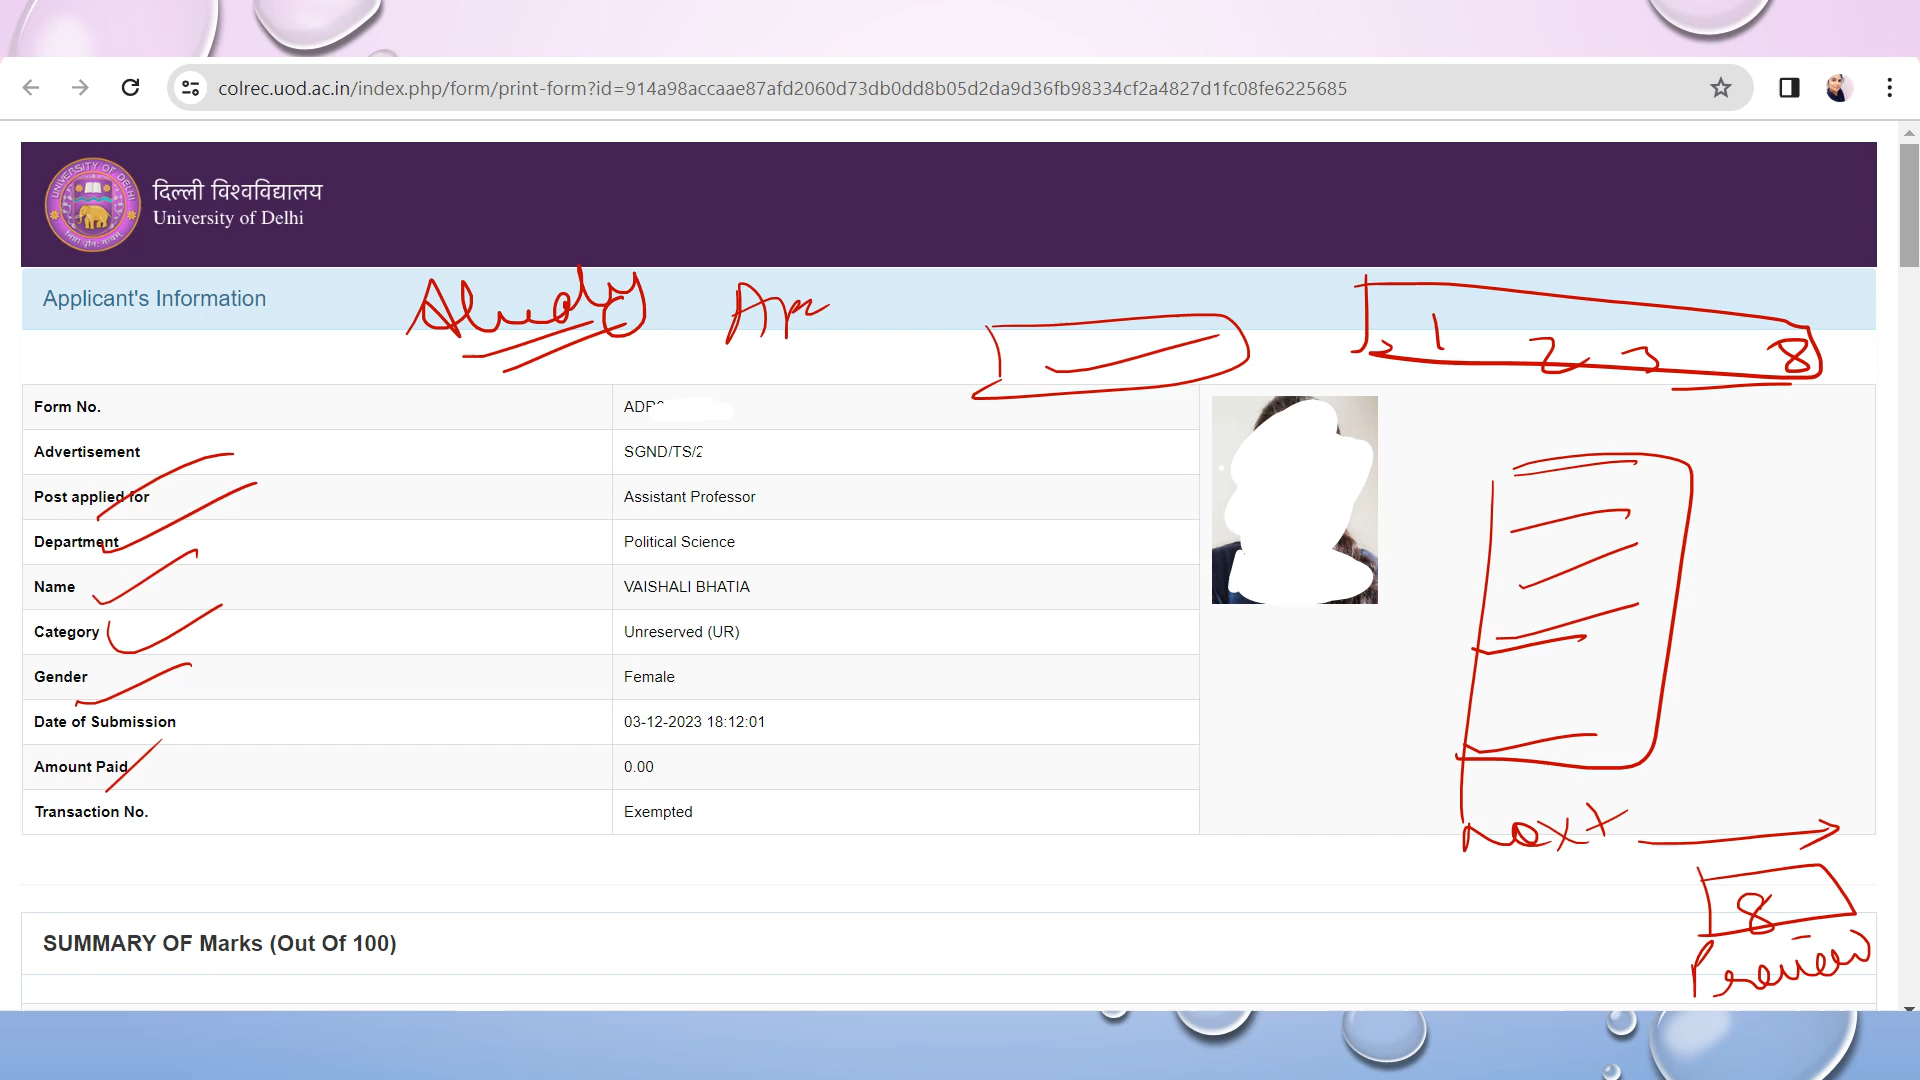 colrec.uod.ac.in/index.php/form/print-form?id=914a98accaae87afd2060d73db0dd8b05d2da9d36fb98334cf2a4827d1fc08fe6225685
दिल्ली विश्वविद्यालय
University of Delhi
Applicant's Information
Already Ap
1 2 3 8
Form No. ADP
Advertisement SGND/TS/2
Post applied for Assistant Professor
Department Political Science
Name VAISHALI BHATIA
Category Unreserved (UR)
Gender Female
Date of Submission 03-12-2023 18:12:01
Amount Paid 0.00
Transaction No. Exempted
Next
8
Preview
SUMMARY OF Marks (Out Of 100)